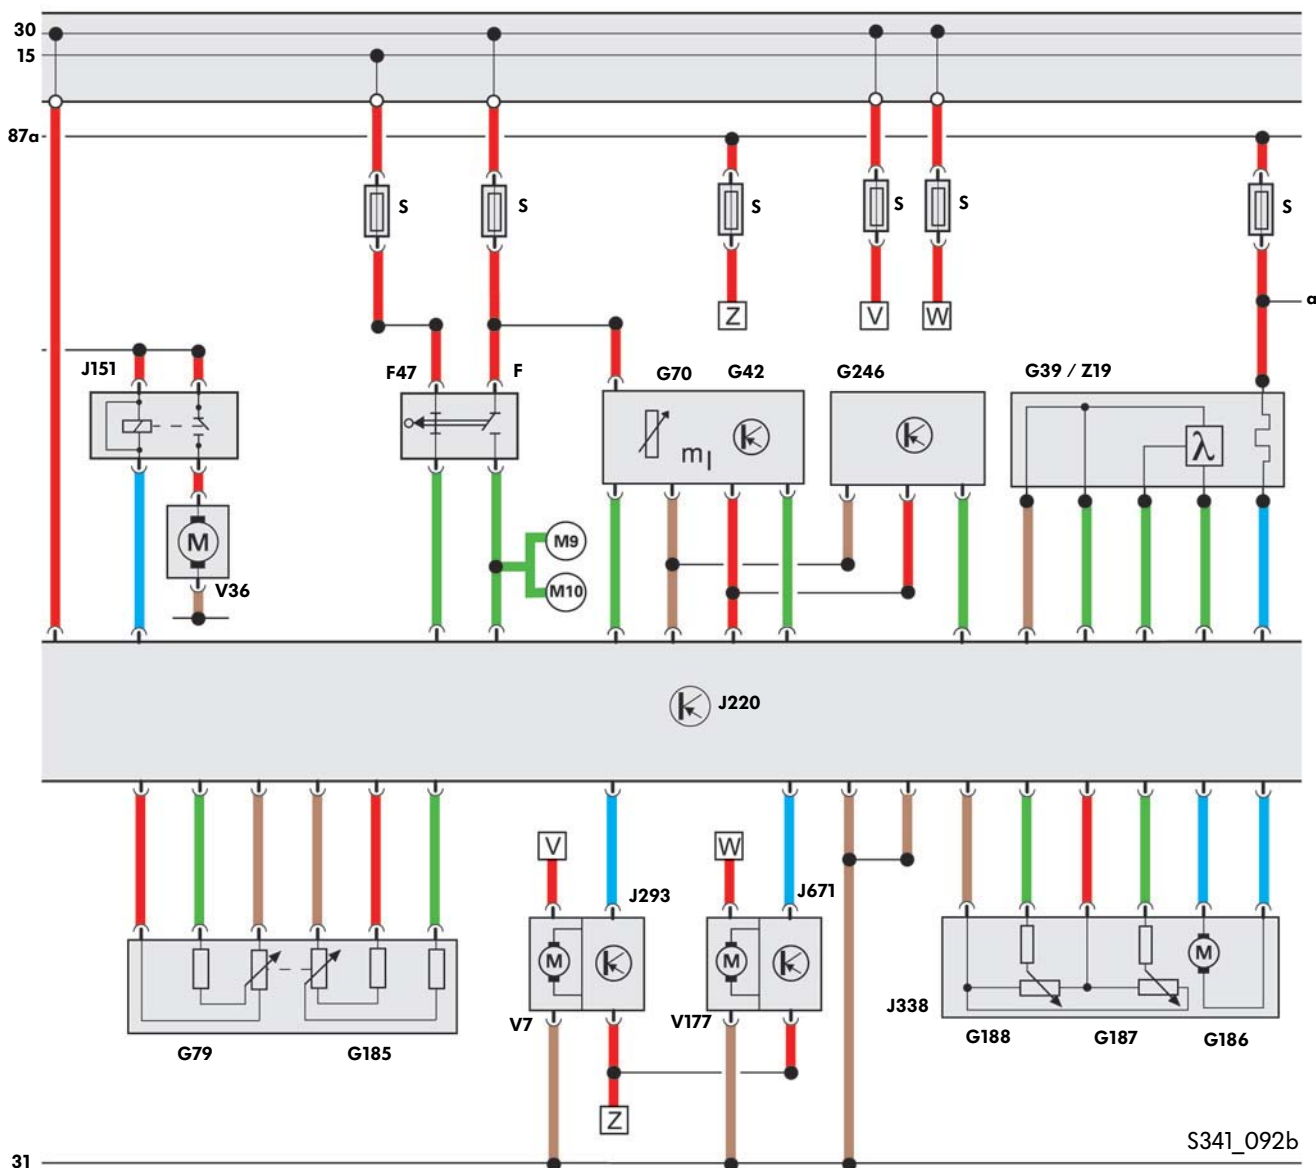 30
15
87a
S
S
S
S
S
S
Z
V
W
a
J151
F47
F
G70
G42
G246
G39 / Z19
m I
λ
M
M9
M10
V36
J220
V
W
J293
J671
M
M
M
V7
V177
J338
G79
G185
G188
G187
G186
Z
S341_092b
31